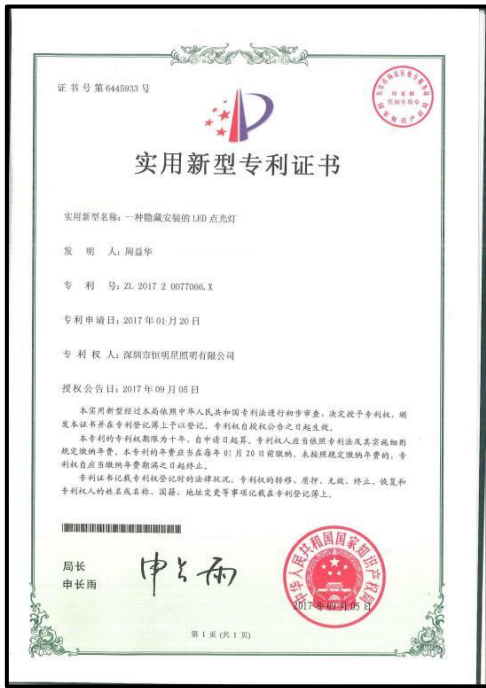 证书号第6445933号
实用新型专利证书
实用新型名称：一种隐藏安装的LED点光灯
发 明 人：周益华
专 利 号：ZL 2017 2 0077066.X
专利申请日：2017年01月20日
专 利 权 人：深圳市恒明星照明有限公司
授权公告日：2017年09月05日
本实用新型经过本局依照中华人民共和国专利法进行初步审查，决定授予专利权，颁
发本证书并在专利登记簿上予以登记。专利权自授权公告之日起生效。
本专利的专利权期限为十年，自申请日起算。专利权人应当依照专利法及其实施细则
规定缴纳年费。本专利的年费应当在每年01月20日前缴纳。未按照规定缴纳年费的，专
利权自应当缴纳年费期满之日起终止。
专利证书记载专利权登记时的法律状况。专利权的转移、质押、无效、终止、恢复和
专利权人的姓名或名称、国籍、地址变更等事项记载在专利登记簿上。
局长
申长雨
申长雨
中华人民共和国国家知识产权局
2017年09月05日
第 1 页 (共 1 页)